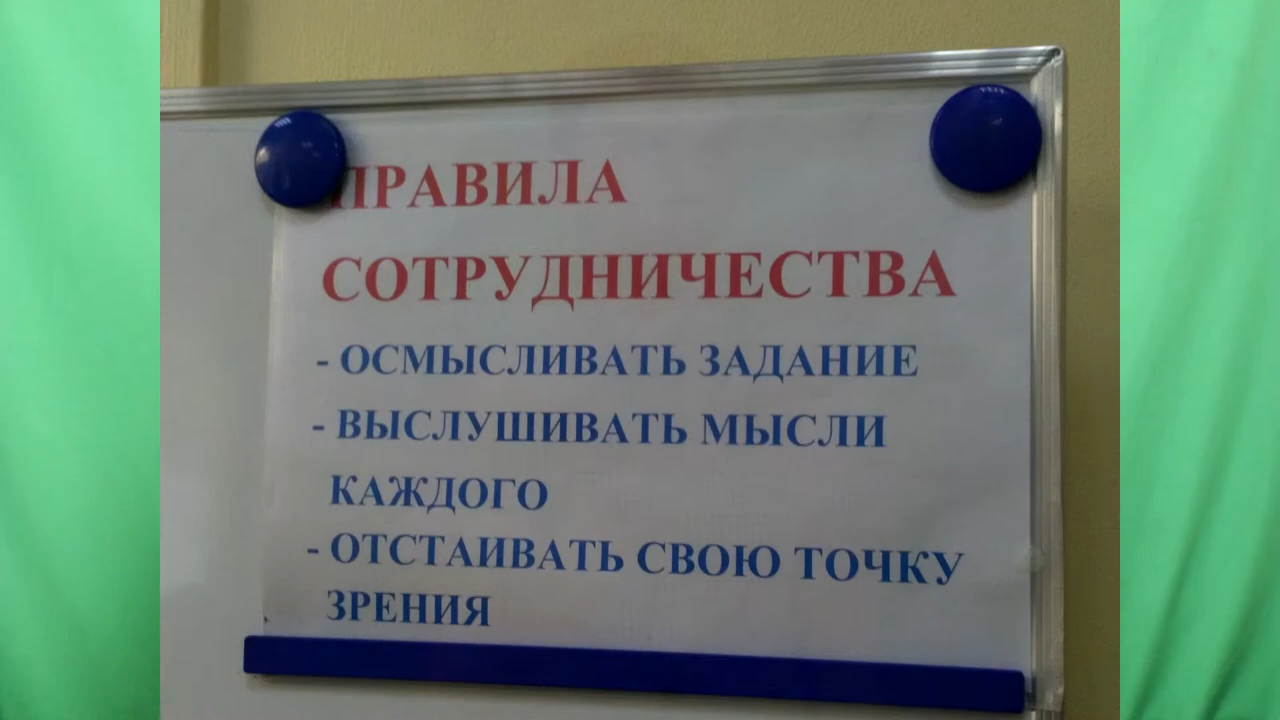 ПРАВИЛА
СОТРУДНИЧЕСТВА
- ОСМЫСЛИВАТЬ ЗАДАНИЕ
- ВЫСЛУШИВАТЬ МЫСЛИ
КАЖДОГО
- ОТСТАИВАТЬ СВОЮ ТОЧКУ
ЗРЕНИЯ